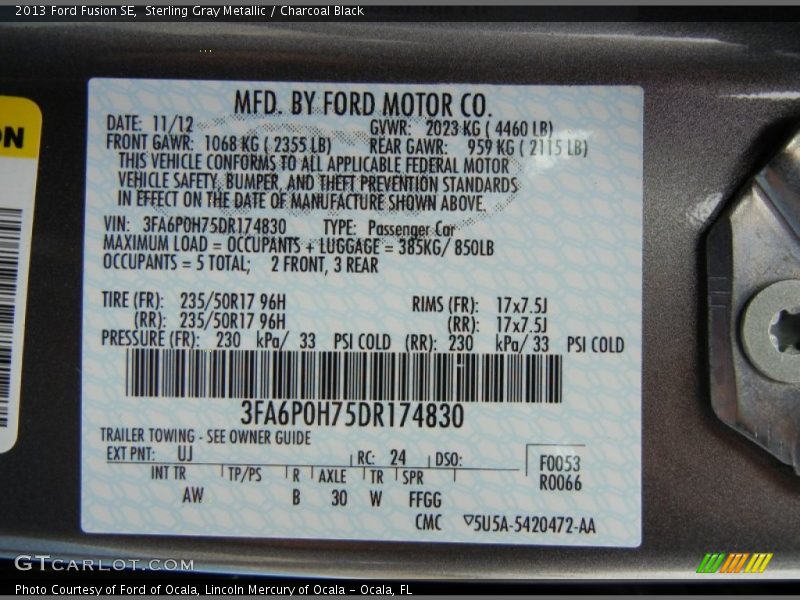 2013 Ford Fusion SE,  Sterling Gray Metallic / Charcoal Black
MFD. BY FORD MOTOR CO.
DATE: 11/12 GVWR: 2023 KG ( 4460 LB)
FRONT GAWR: 1068 KG ( 2355 LB) REAR GAWR: 959 KG ( 2115 LB)
THIS VEHICLE CONFORMS TO ALL APPLICABLE FEDERAL MOTOR
VEHICLE SAFETY, BUMPER, AND THEFT PREVENTION STANDARDS
IN EFFECT ON THE DATE OF MANUFACTURE SHOWN ABOVE.
VIN: 3FA6P0H75DR174830 TYPE: Passenger Car
MAXIMUM LOAD = OCCUPANTS + LUGGAGE = 385KG/ 850LB
OCCUPANTS = 5 TOTAL; 2 FRONT, 3 REAR
TIRE (FR): 235/50R17 96H RIMS (FR): 17x7.5J
(RR): 235/50R17 96H (RR): 17x7.5J
PRESSURE (FR): 230 kPa/ 33 PSI COLD (RR): 230 kPa/ 33 PSI COLD
3FA6P0H75DR174830
TRAILER TOWING - SEE OWNER GUIDE
EXT PNT: UJ RC: 24 DSO: F0053
INT TR TP/PS R AXLE TR SPR R0066
AW B 30 W FFGG
CMC ▽5U5A-5420472-AA
GTCARLOT.COM
Photo Courtesy of Ford of Ocala, Lincoln Mercury of Ocala - Ocala, FL